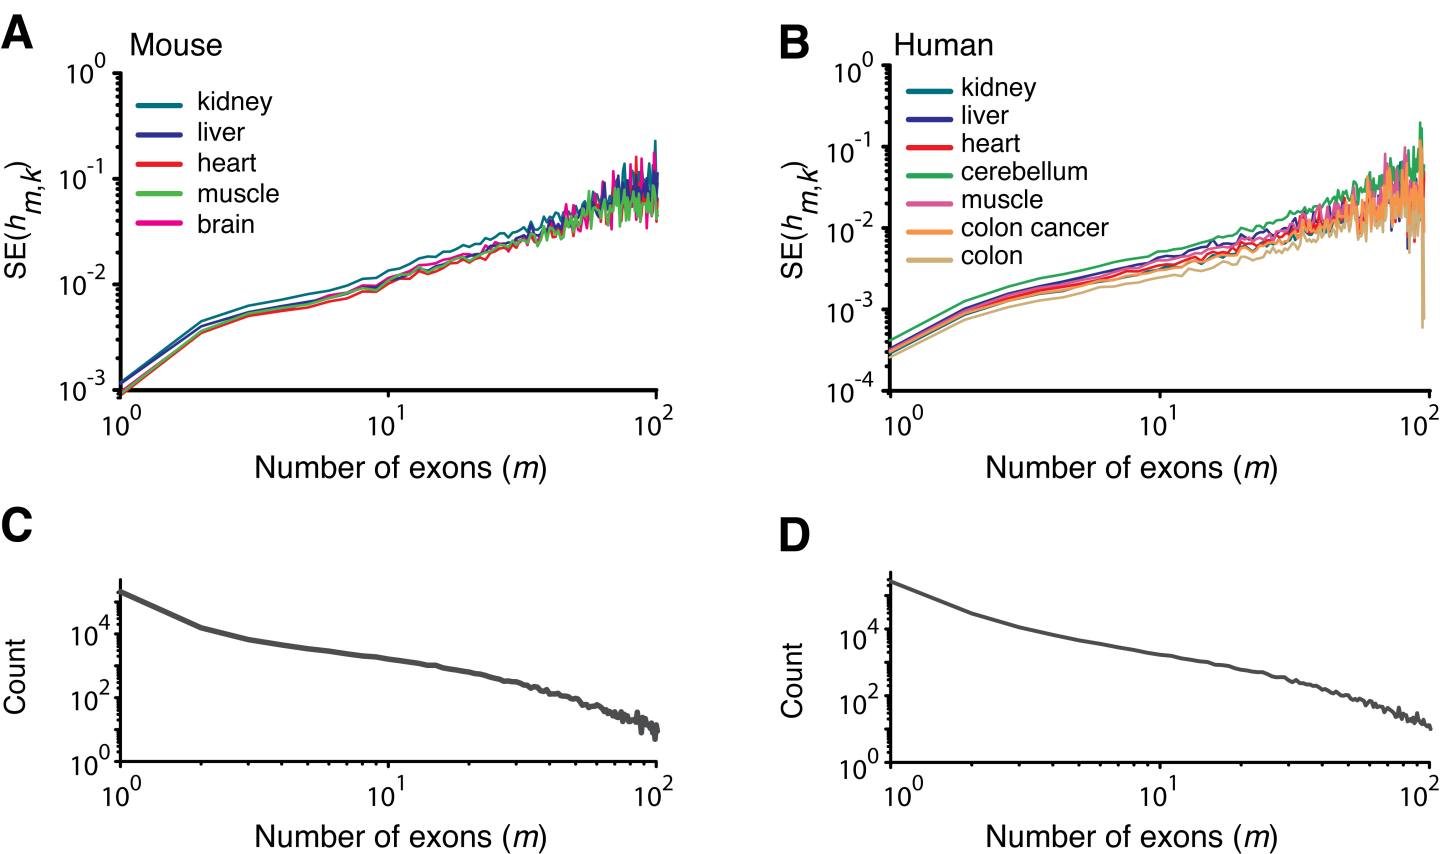 A
Mouse
10^0
10^-1
10^-2
10^-3
SE(h_m,k)
kidney
liver
heart
muscle
brain
10^0
10^1
10^2
Number of exons (m)
B
Human
10^0
10^-1
10^-2
10^-3
10^-4
SE(h_m,k)
kidney
liver
heart
cerebellum
muscle
colon cancer
colon
10^0
10^1
10^2
Number of exons (m)
C
10^4
10^2
10^0
Count
10^0
10^1
10^2
Number of exons (m)
D
10^4
10^2
10^0
Count
10^0
10^1
10^2
Number of exons (m)